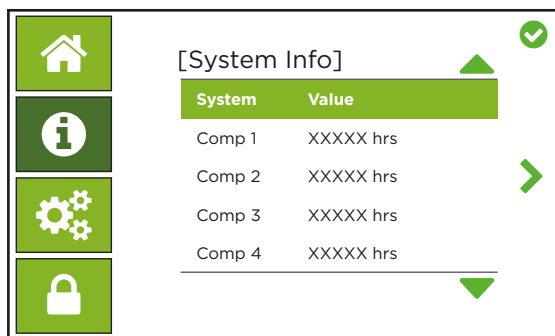 [System Info]
System Value
Comp 1 XXXXX hrs
Comp 2 XXXXX hrs
Comp 3 XXXXX hrs
Comp 4 XXXXX hrs